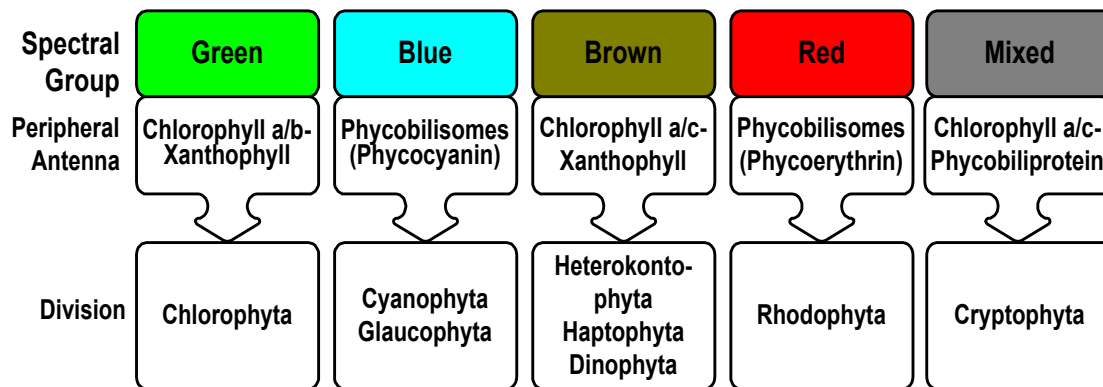 Spectral
Group
Green
Blue
Brown
Red
Mixed
Peripheral
Antenna
Chlorophyll a/b-
Xanthophyll
Phycobilisomes
(Phycocyanin)
Chlorophyll a/c-
Xanthophyll
Phycobilisomes
(Phycoerythrin)
Chlorophyll a/c-
Phycobiliprotein
Division
Chlorophyta
Cyanophyta
Glaucophyta
Heterokonto-
phyta
Haptophyta
Dinophyta
Rhodophyta
Cryptophyta